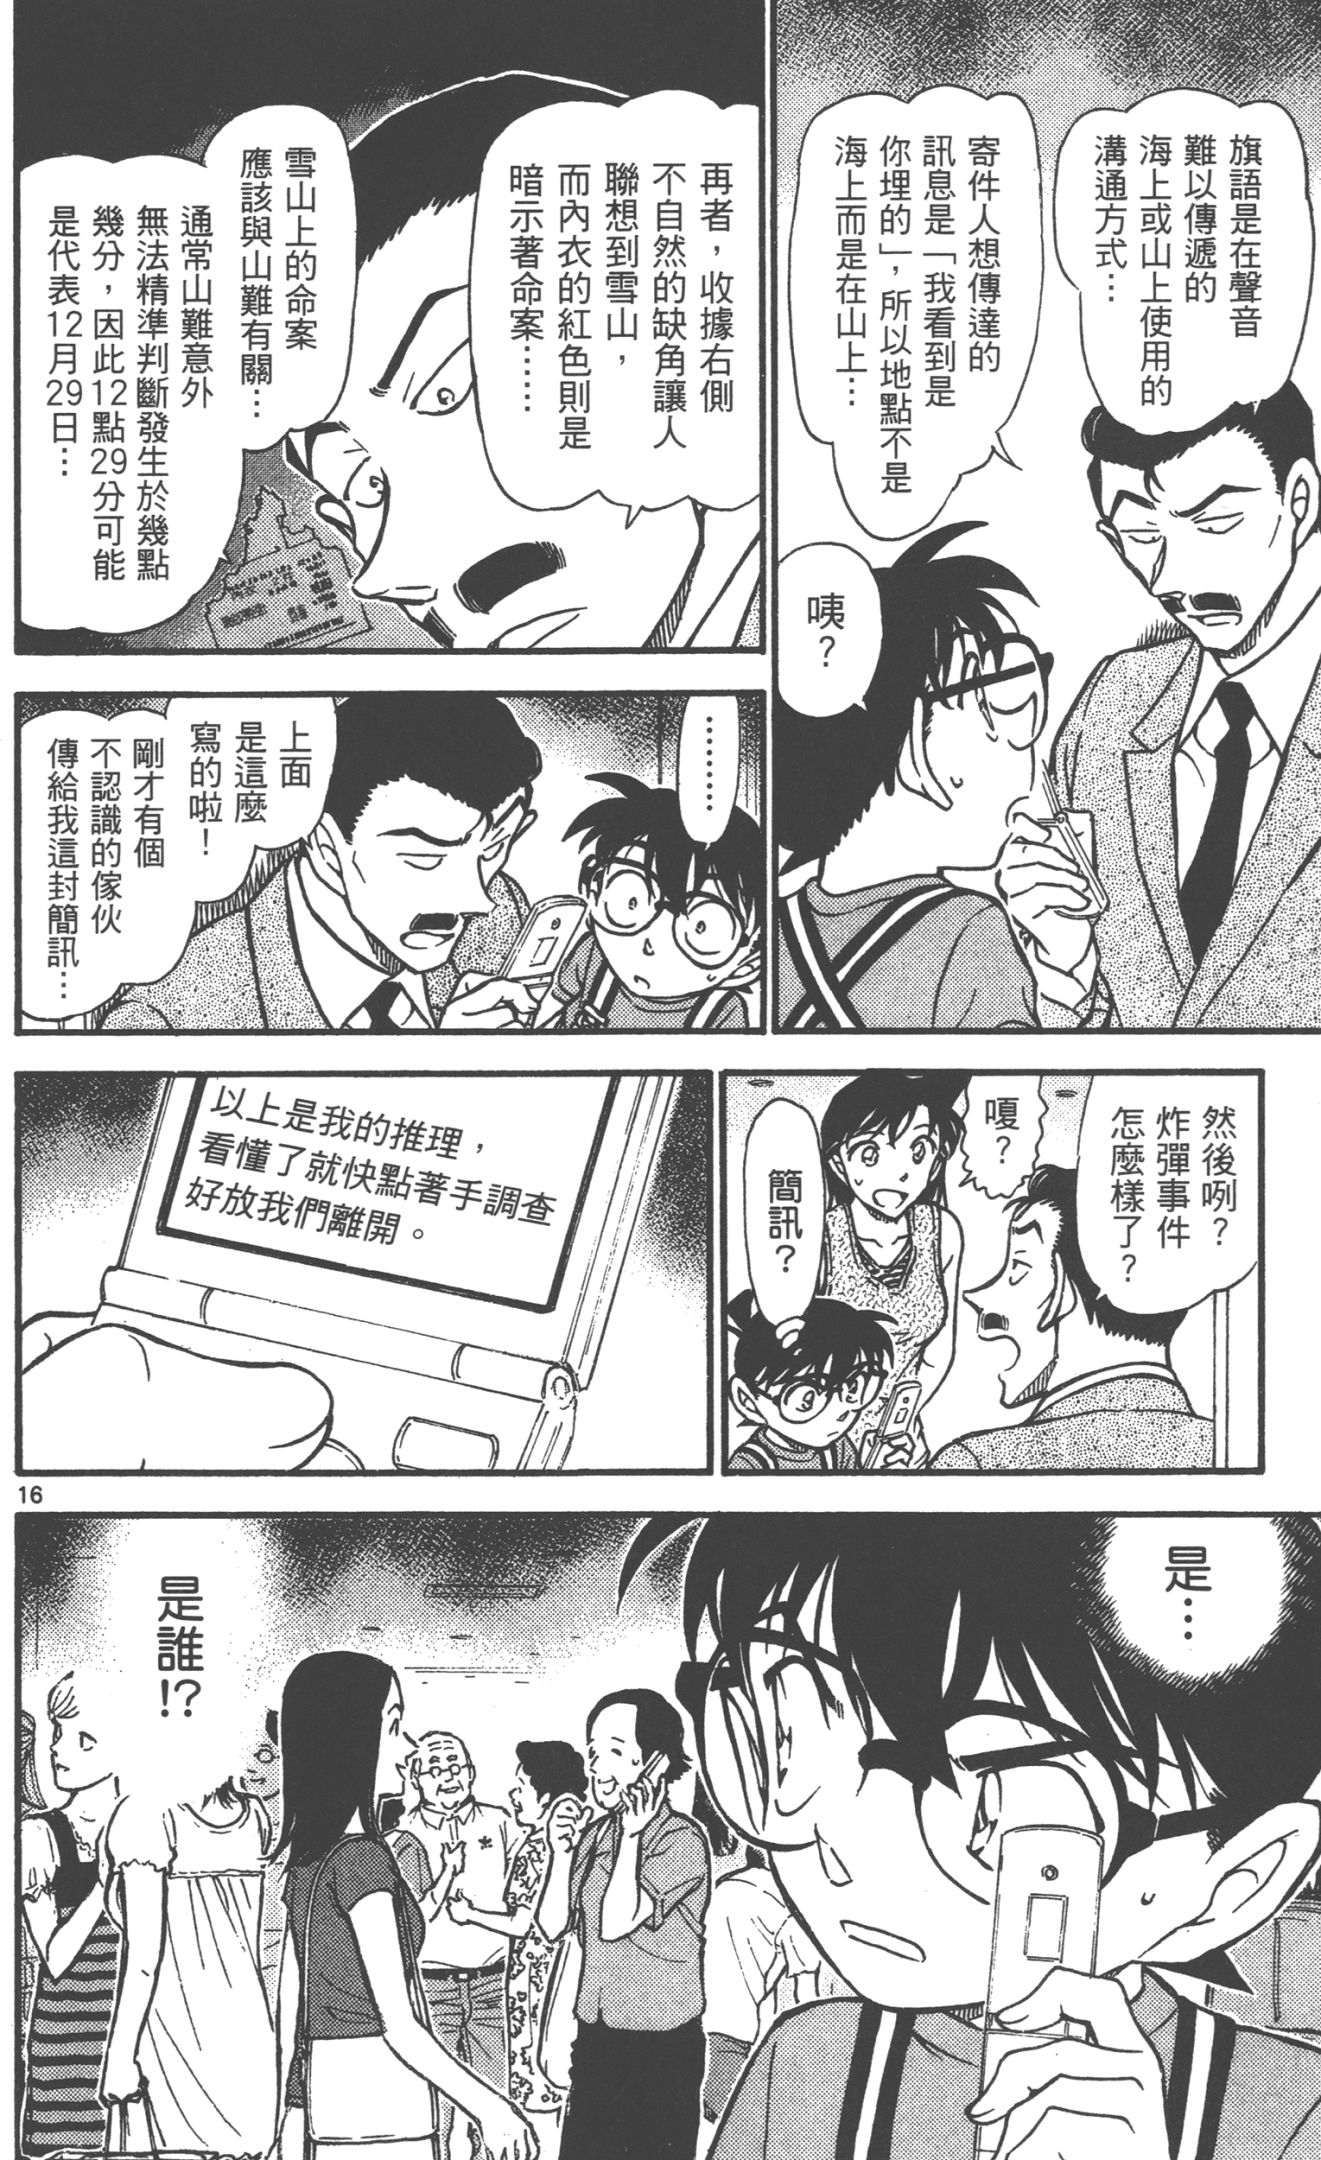 旗語是在聲音
難以傳遞的
海上或山上使用的
溝通方式…
寄件人想傳達的
訊息是「我看到是
你埋的」，所以地點不是
海上而是在山上…
咦？
再者，收據右側
不自然的缺角讓人
聯想到雪山，
而內衣的紅色則是
暗示著命案……
雪山上的命案
應該與山難有關…
通常山難意外
無法精準判斷發生於幾點
幾分，因此12點29分可能
是代表12月29日…
………
上面
是這麼
寫的啦！
剛才有個
不認識的傢伙
傳給我這封簡訊…
然後咧？
炸彈事件
怎麼樣了？
嗄？
簡訊？
以上是我的推理，
看懂了就快點著手調查
好放我們離開。
16
是…
是誰!?